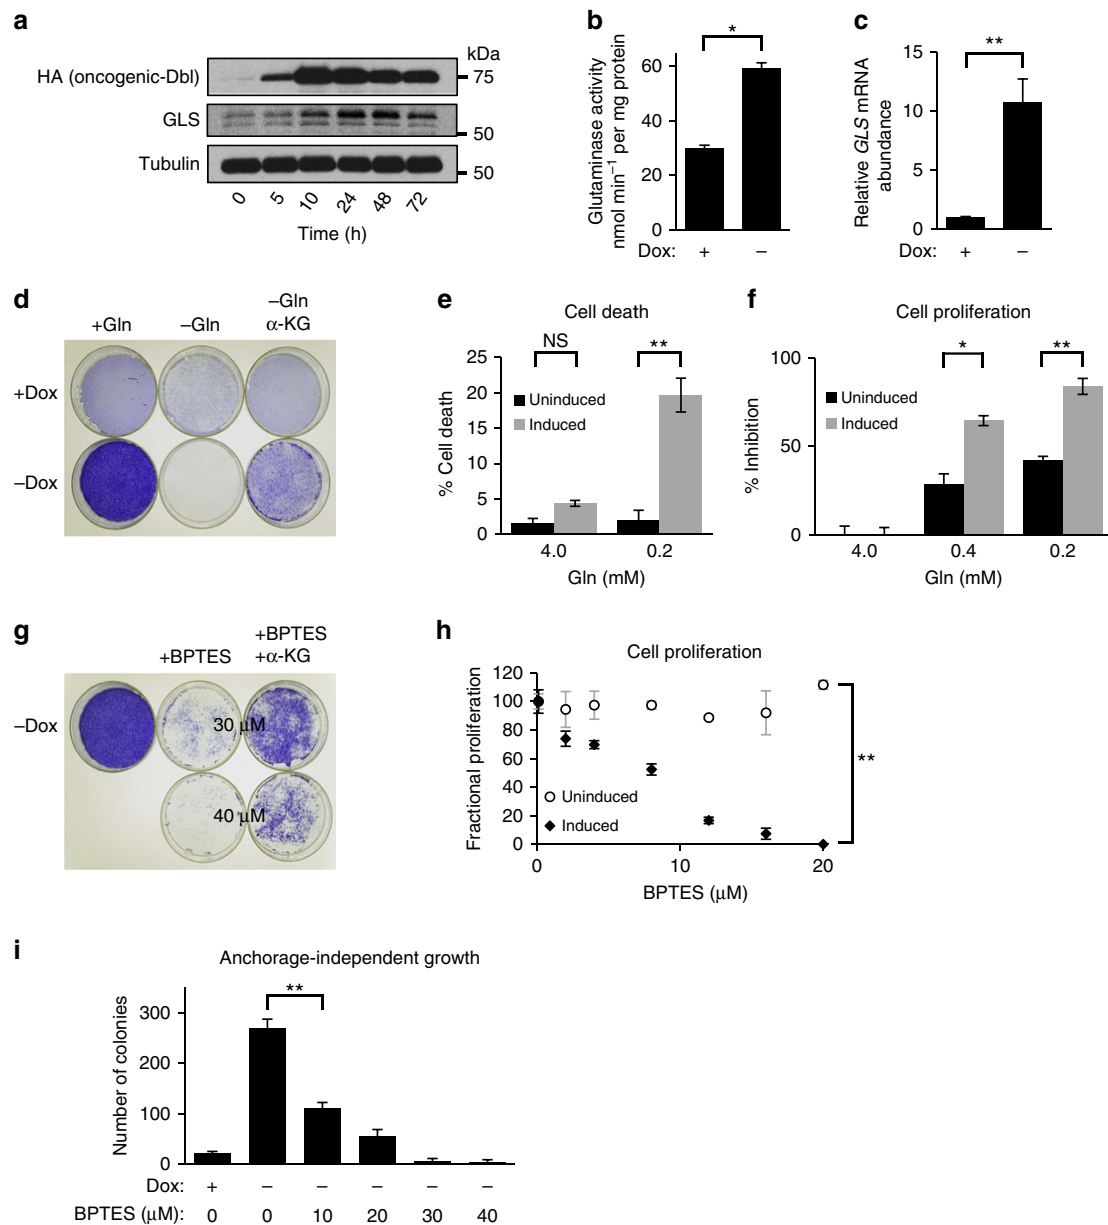 a
kDa
HA (oncogenic-Dbl)
75
GLS
50
Tubulin
50
0 5 10 24 48 72
Time (h)
b
*
Glutaminase activity
nmol min⁻¹ per mg protein
60
40
20
0
Dox: + –
c
**
Relative GLS mRNA
abundance
15
10
5
0
Dox: + –
d
+Gln –Gln –Gln
α-KG
+Dox
–Dox
e
Cell death
NS **
% Cell death
25
20
15
10
5
0
Uninduced
Induced
4.0 0.2
Gln (mM)
f
Cell proliferation
* **
% Inhibition
100
50
0
Uninduced
Induced
4.0 0.4 0.2
Gln (mM)
g
+BPTES +BPTES
+α-KG
–Dox
30 μM
40 μM
h
Cell proliferation
Fractional proliferation
120
100
80
60
40
20
0
Uninduced
Induced
**
0 10 20
BPTES (μM)
i
Anchorage-independent growth
**
Number of colonies
300
200
100
0
Dox: + – – – – –
BPTES (μM): 0 0 10 20 30 40